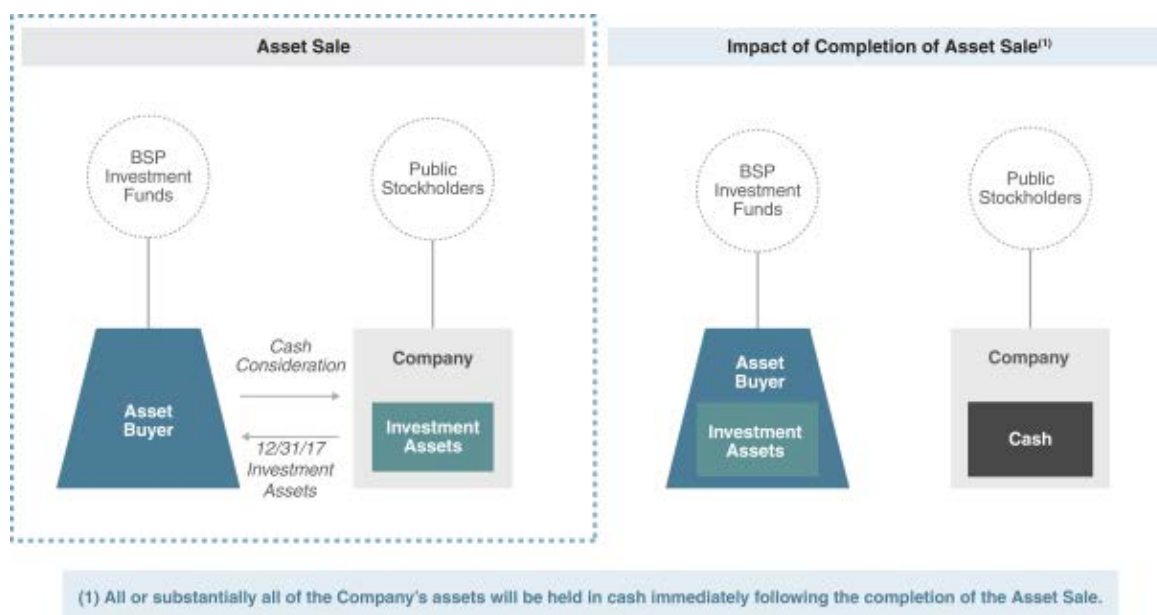 Asset Sale
BSP
Investment
Funds
Public
Stockholders
Cash
Consideration
Company
Asset
Buyer
12/31/17
Investment
Assets
Investment
Assets
Impact of Completion of Asset Sale(1)
BSP
Investment
Funds
Public
Stockholders
Asset
Buyer
Investment
Assets
Company
Cash
(1) All or substantially all of the Company's assets will be held in cash immediately following the completion of the Asset Sale.